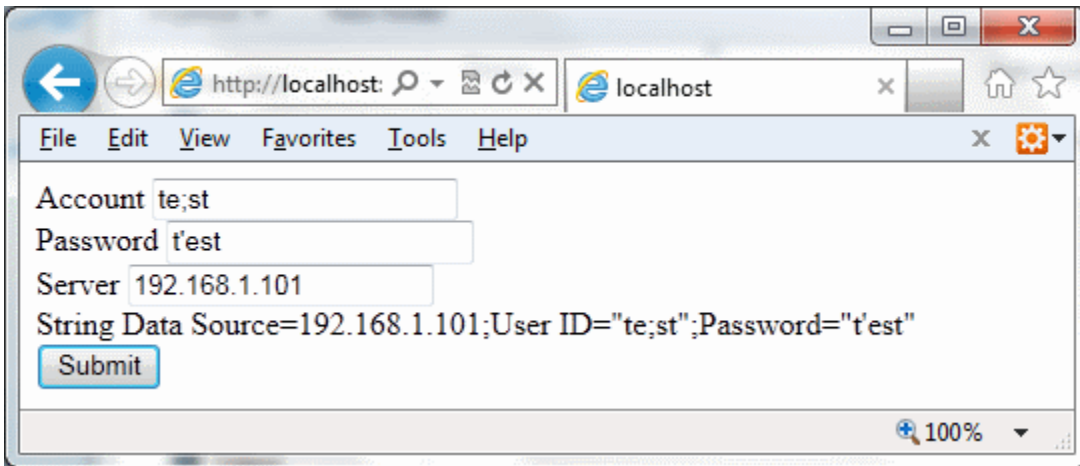 http://localhost: localhost
File Edit View Favorites Tools Help
Account te;st
Password t'est
Server 192.168.1.101
String Data Source=192.168.1.101;User ID="te;st";Password="t'est"
Submit
100%